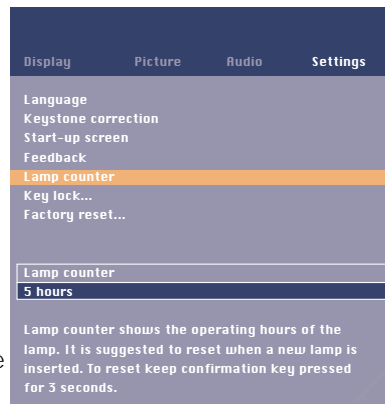 Display Picture Audio Settings
Language
Keystone correction
Start-up screen
Feedback
Lamp counter
Key lock...
Factory reset...
Lamp counter
5 hours
Lamp counter shows the operating hours of the
lamp. It is suggested to reset when a new lamp is
inserted. To reset keep confirmation key pressed
for 3 seconds.